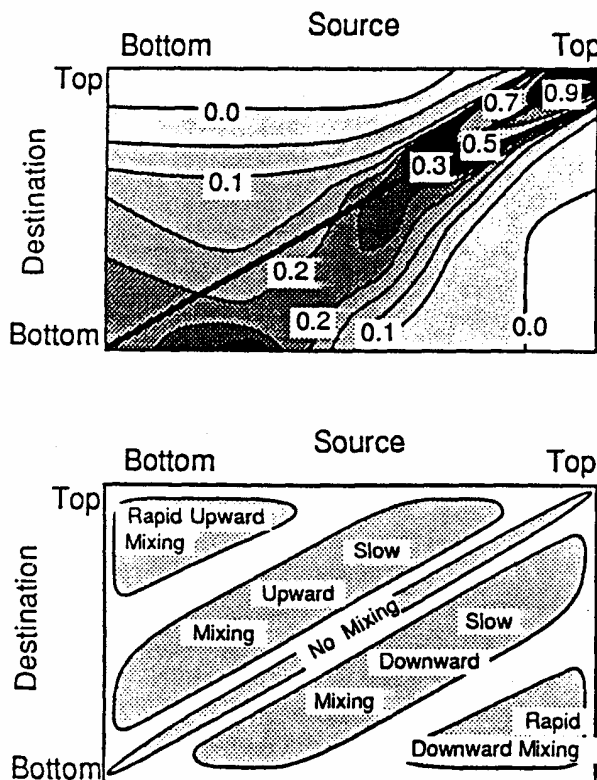 Source
Bottom
Top
Top
0.7
0.9
0.0
0.5
0.3
0.1
Destination
0.2
0.2
0.1
0.0
Bottom
Source
Bottom
Top
Top
Rapid Upward
Mixing
Slow
Upward
No Mixing
Slow
Mixing
Downward
Destination
Mixing
Rapid
Downward Mixing
Bottom